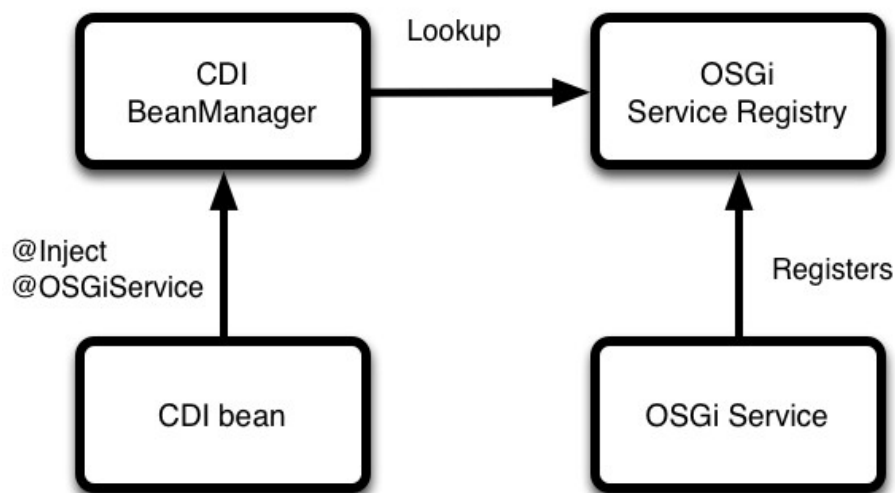 Lookup
CDI
BeanManager
OSGi
Service Registry
@Inject
@OSGiService
Registers
CDI bean
OSGi Service